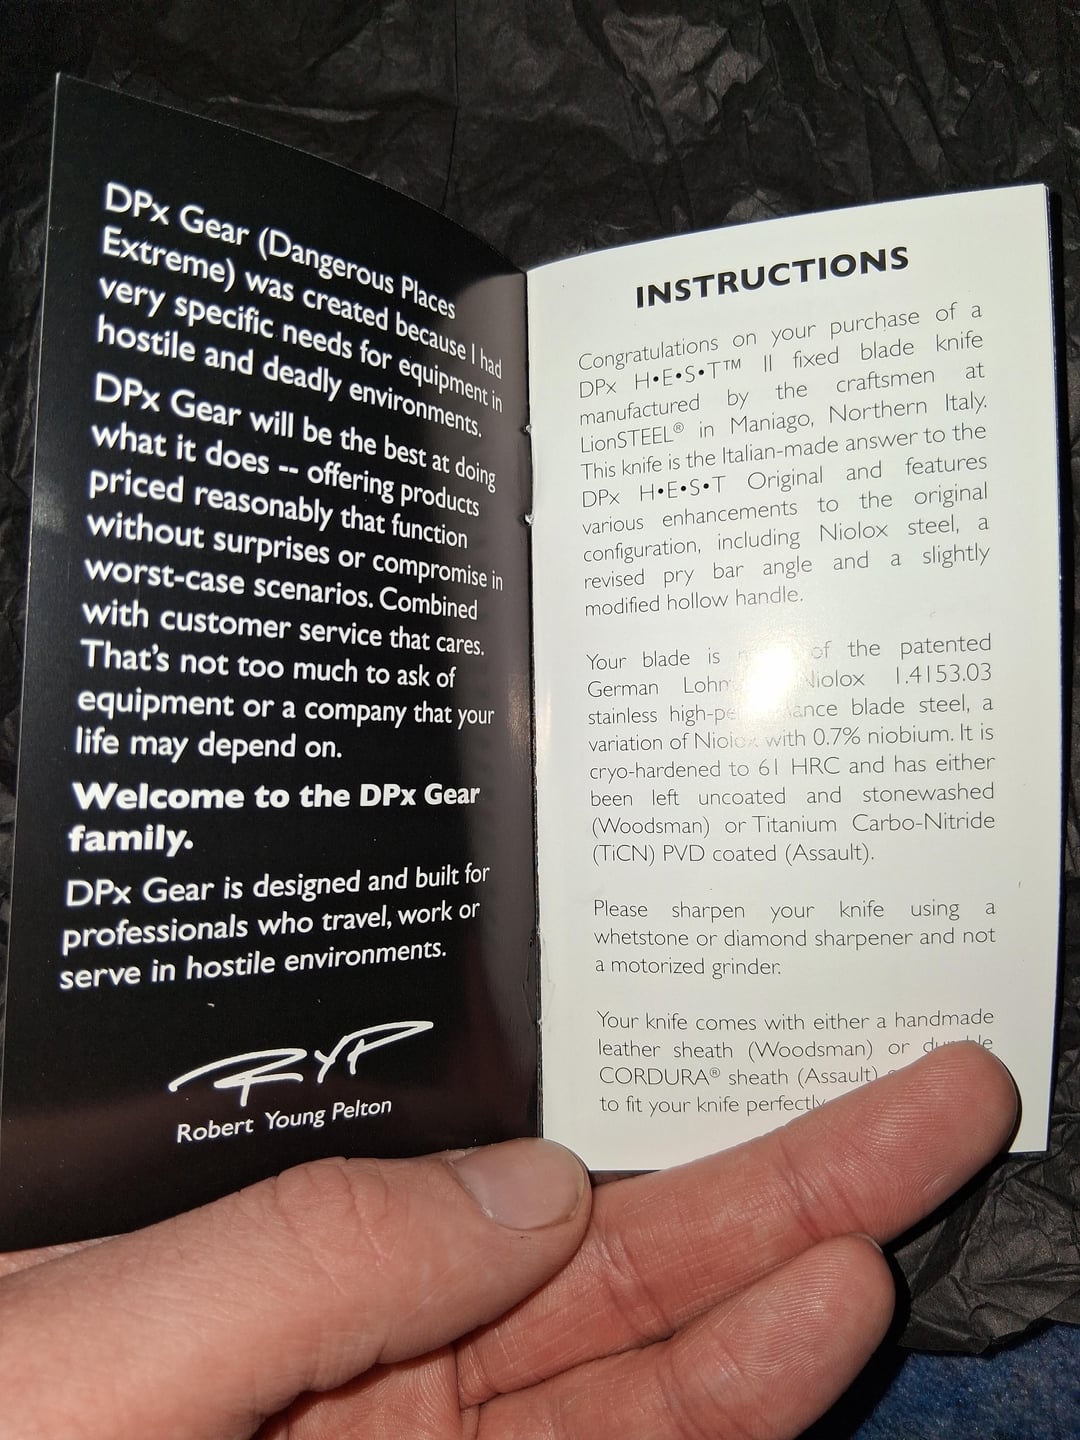 DPx Gear (Dangerous Places
Extreme) was created because I had
very specific needs for equipment in
hostile and deadly environments.
DPx Gear will be the best at doing
what it does -- offering products
priced reasonably that function
without surprises or compromise in
worst-case scenarios. Combined
with customer service that cares.
That's not too much to ask of
equipment or a company that your
life may depend on.
Welcome to the DPx Gear
family.
DPx Gear is designed and built for
professionals who travel, work or
serve in hostile environments.
RYP
Robert Young Pelton
INSTRUCTIONS
Congratulations on your purchase of a
DPx H•E•S•T™ II fixed blade knife
manufactured by the craftsmen at
LionSTEEL® in Maniago, Northern Italy.
This knife is the Italian-made answer to the
DPx H•E•S•T Original and features
various enhancements to the original
configuration, including Niolox steel, a
revised pry bar angle and a slightly
modified hollow handle.
Your blade is of the patented
German Niolox 1.4153.03
stainless high-performance blade steel, a
variation of Niolox with 0.7% niobium. It is
cryo-hardened to 61 HRC and has either
been left uncoated and stonewashed
(Woodsman) or Titanium Carbo-Nitride
(TiCN) PVD coated (Assault).
Please sharpen your knife using a
whetstone or diamond sharpener and not
a motorized grinder.
Your knife comes with either a handmade
leather sheath (Woodsman) or durable
CORDURA® sheath (Assault)
to fit your knife perfectly